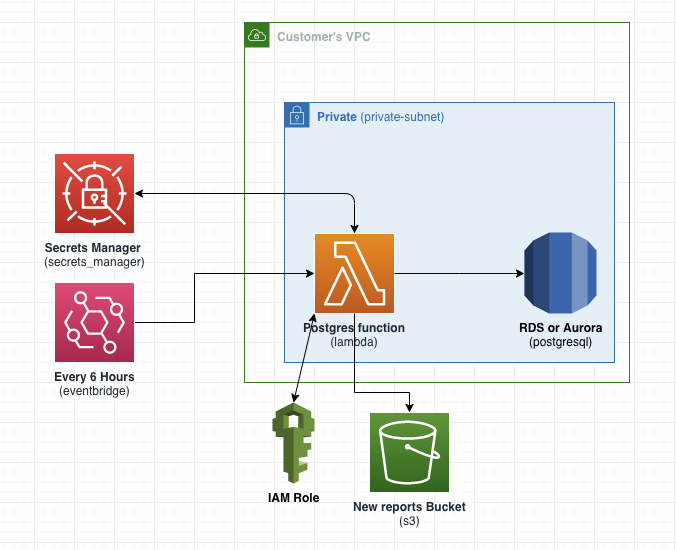 Customer's VPC
Private (private-subnet)
Secrets Manager
(secrets_manager)
Postgres function
(lambda)
RDS or Aurora
(postgresql)
Every 6 Hours
(eventbridge)
IAM Role
New reports Bucket
(s3)